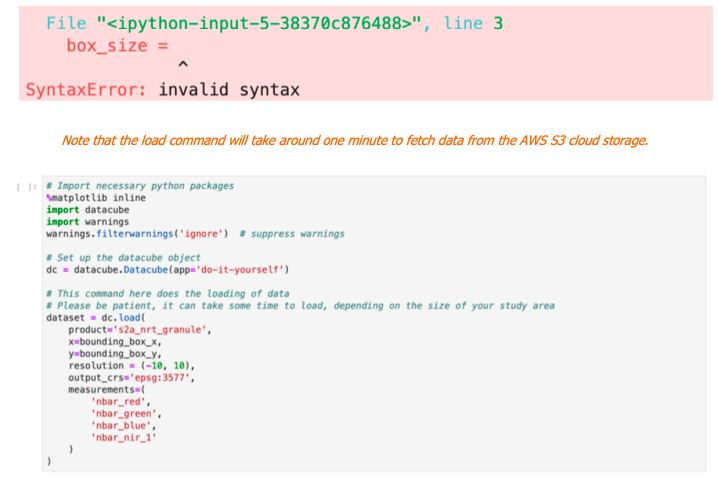 File "<ipython-input-5-38370c876488>", line 3
box_size =
^
SyntaxError: invalid syntax
Note that the load command will take around one minute to fetch data from the AWS S3 cloud storage.
[ ]: # Import necessary python packages
%matplotlib inline
import datacube
import warnings
warnings.filterwarnings('ignore')  # suppress warnings
# Set up the datacube object
dc = datacube.Datacube(app='do-it-yourself')
# This command here does the loading of data
# Please be patient, it can take some time to load, depending on the size of your study area
dataset = dc.load(
product='s2a_nrt_granule',
x=bounding_box_x,
y=bounding_box_y,
resolution = (-10, 10),
output_crs='epsg:3577',
measurements=(
'nbar_red',
'nbar_green',
'nbar_blue',
'nbar_nir_1'
)
)